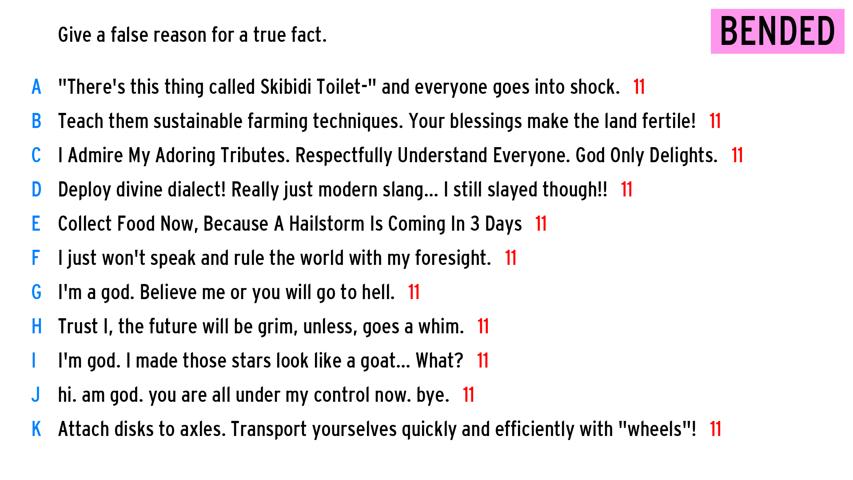 Give a false reason for a true fact.
BENDED
A "There's this thing called Skibidi Toilet-" and everyone goes into shock. 11
B Teach them sustainable farming techniques. Your blessings make the land fertile! 11
C I Admire My Adoring Tributes. Respectfully Understand Everyone. God Only Delights. 11
D Deploy divine dialect! Really just modern slang... I still slayed though!! 11
E Collect Food Now, Because A Hailstorm Is Coming In 3 Days 11
F I just won't speak and rule the world with my foresight. 11
G I'm a god. Believe me or you will go to hell. 11
H Trust I, the future will be grim, unless, goes a whim. 11
I I'm god. I made those stars look like a goat... What? 11
J hi. am god. you are all under my control now. bye. 11
K Attach disks to axles. Transport yourselves quickly and efficiently with "wheels"! 11